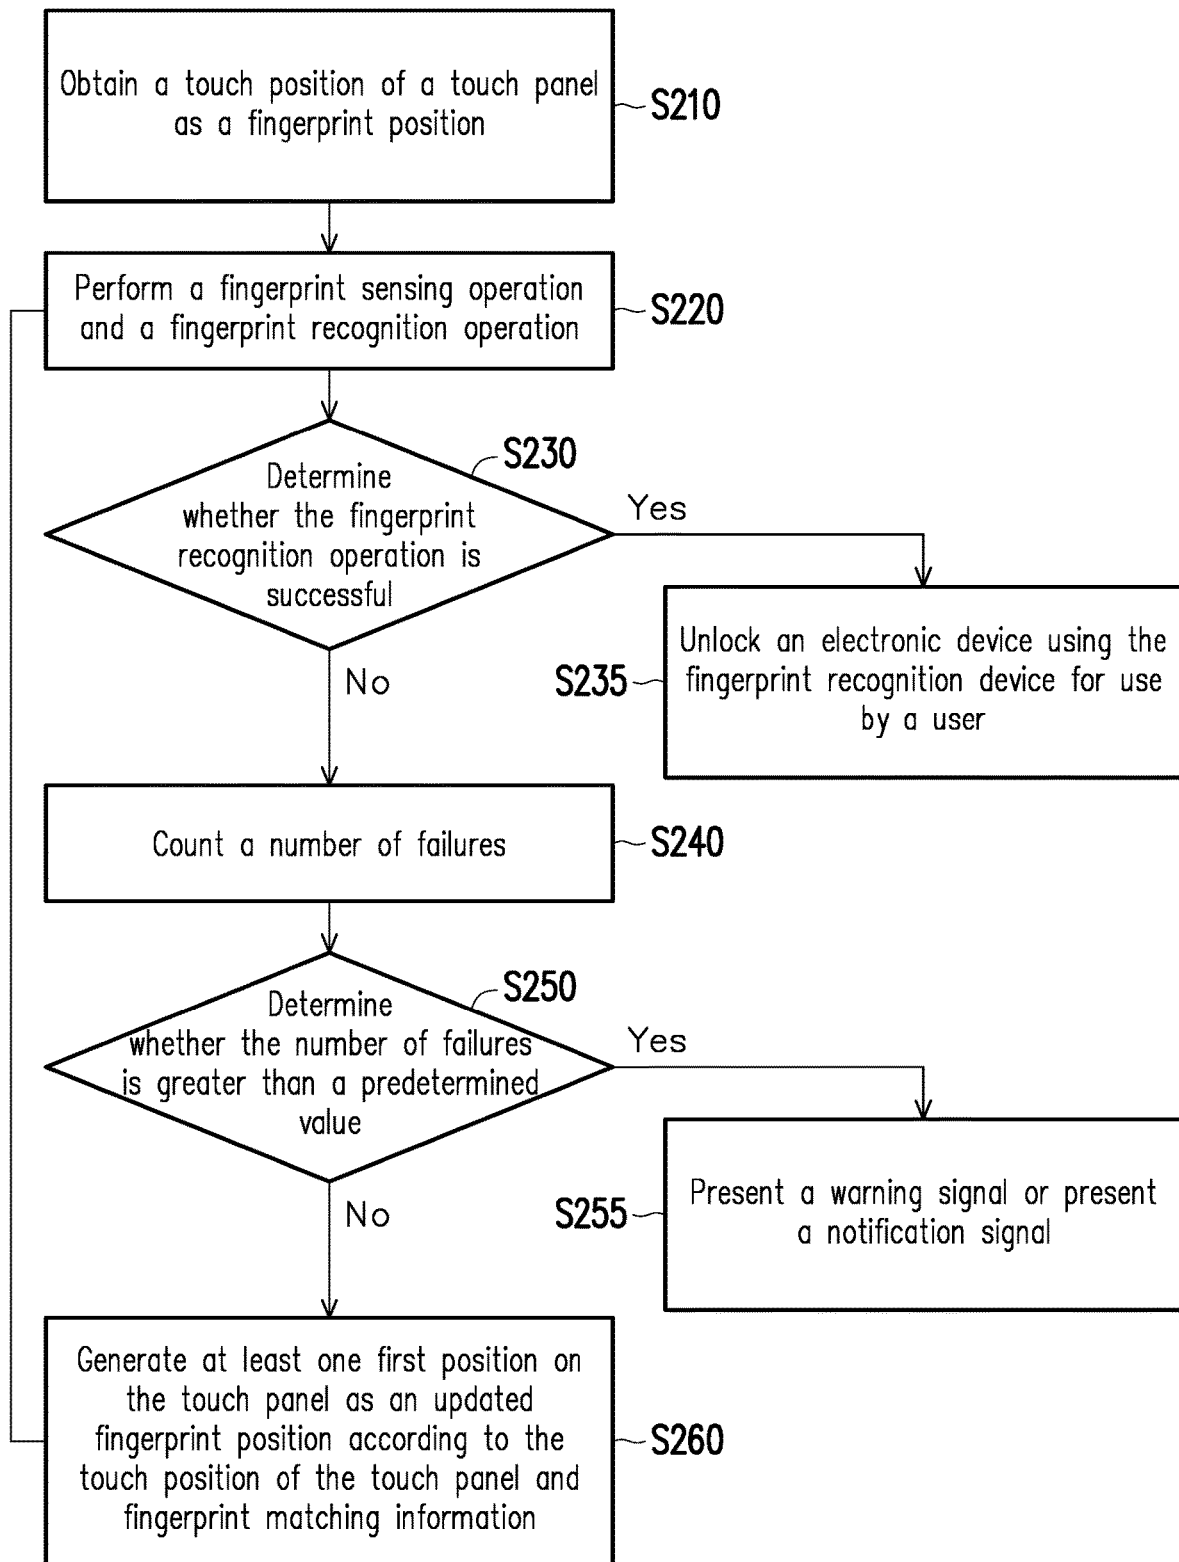 Obtain a touch position of a touch panel
as a fingerprint position
S210
Perform a fingerprint sensing operation
and a fingerprint recognition operation
S220
S230
Determine
whether the fingerprint
recognition operation is
successful
Yes
No
S235
Unlock an electronic device using the
fingerprint recognition device for use
by a user
Count a number of failures
S240
S250
Determine
whether the number of failures
is greater than a predetermined
value
Yes
No
S255
Present a warning signal or present
a notification signal
Generate at least one first position on
the touch panel as an updated
fingerprint position according to the
touch position of the touch panel and
fingerprint matching information
S260